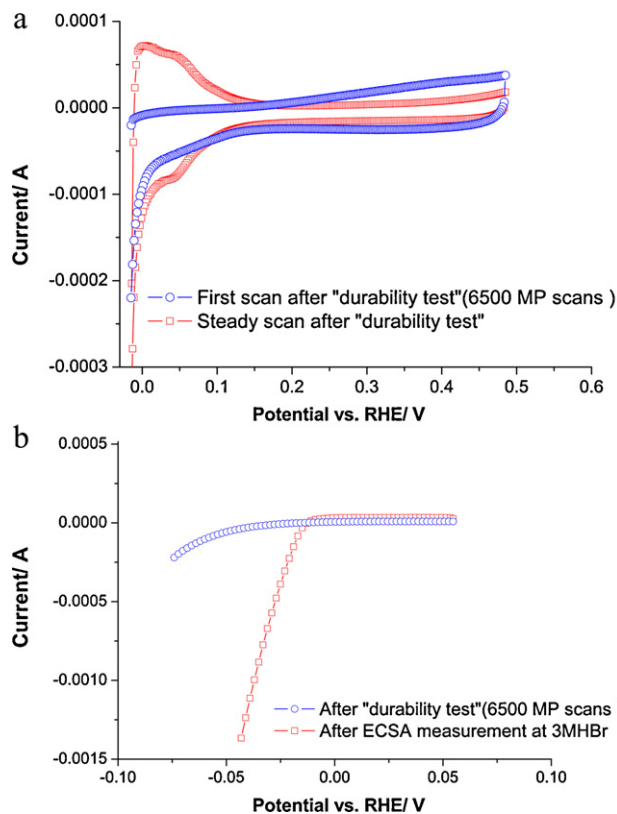 a
0.0001
0.0000
-0.0001
-0.0002
-0.0003
Current/ A
First scan after "durability test"(6500 MP scans )
Steady scan after "durability test"
0.0 0.1 0.2 0.3 0.4 0.5 0.6
Potential vs. RHE/ V
b
0.0005
0.0000
-0.0005
-0.0010
-0.0015
Current/ A
After "durability test"(6500 MP scans
After ECSA measurement at 3MHBr
-0.10 -0.05 0.00 0.05 0.10
Potential vs. RHE/ V